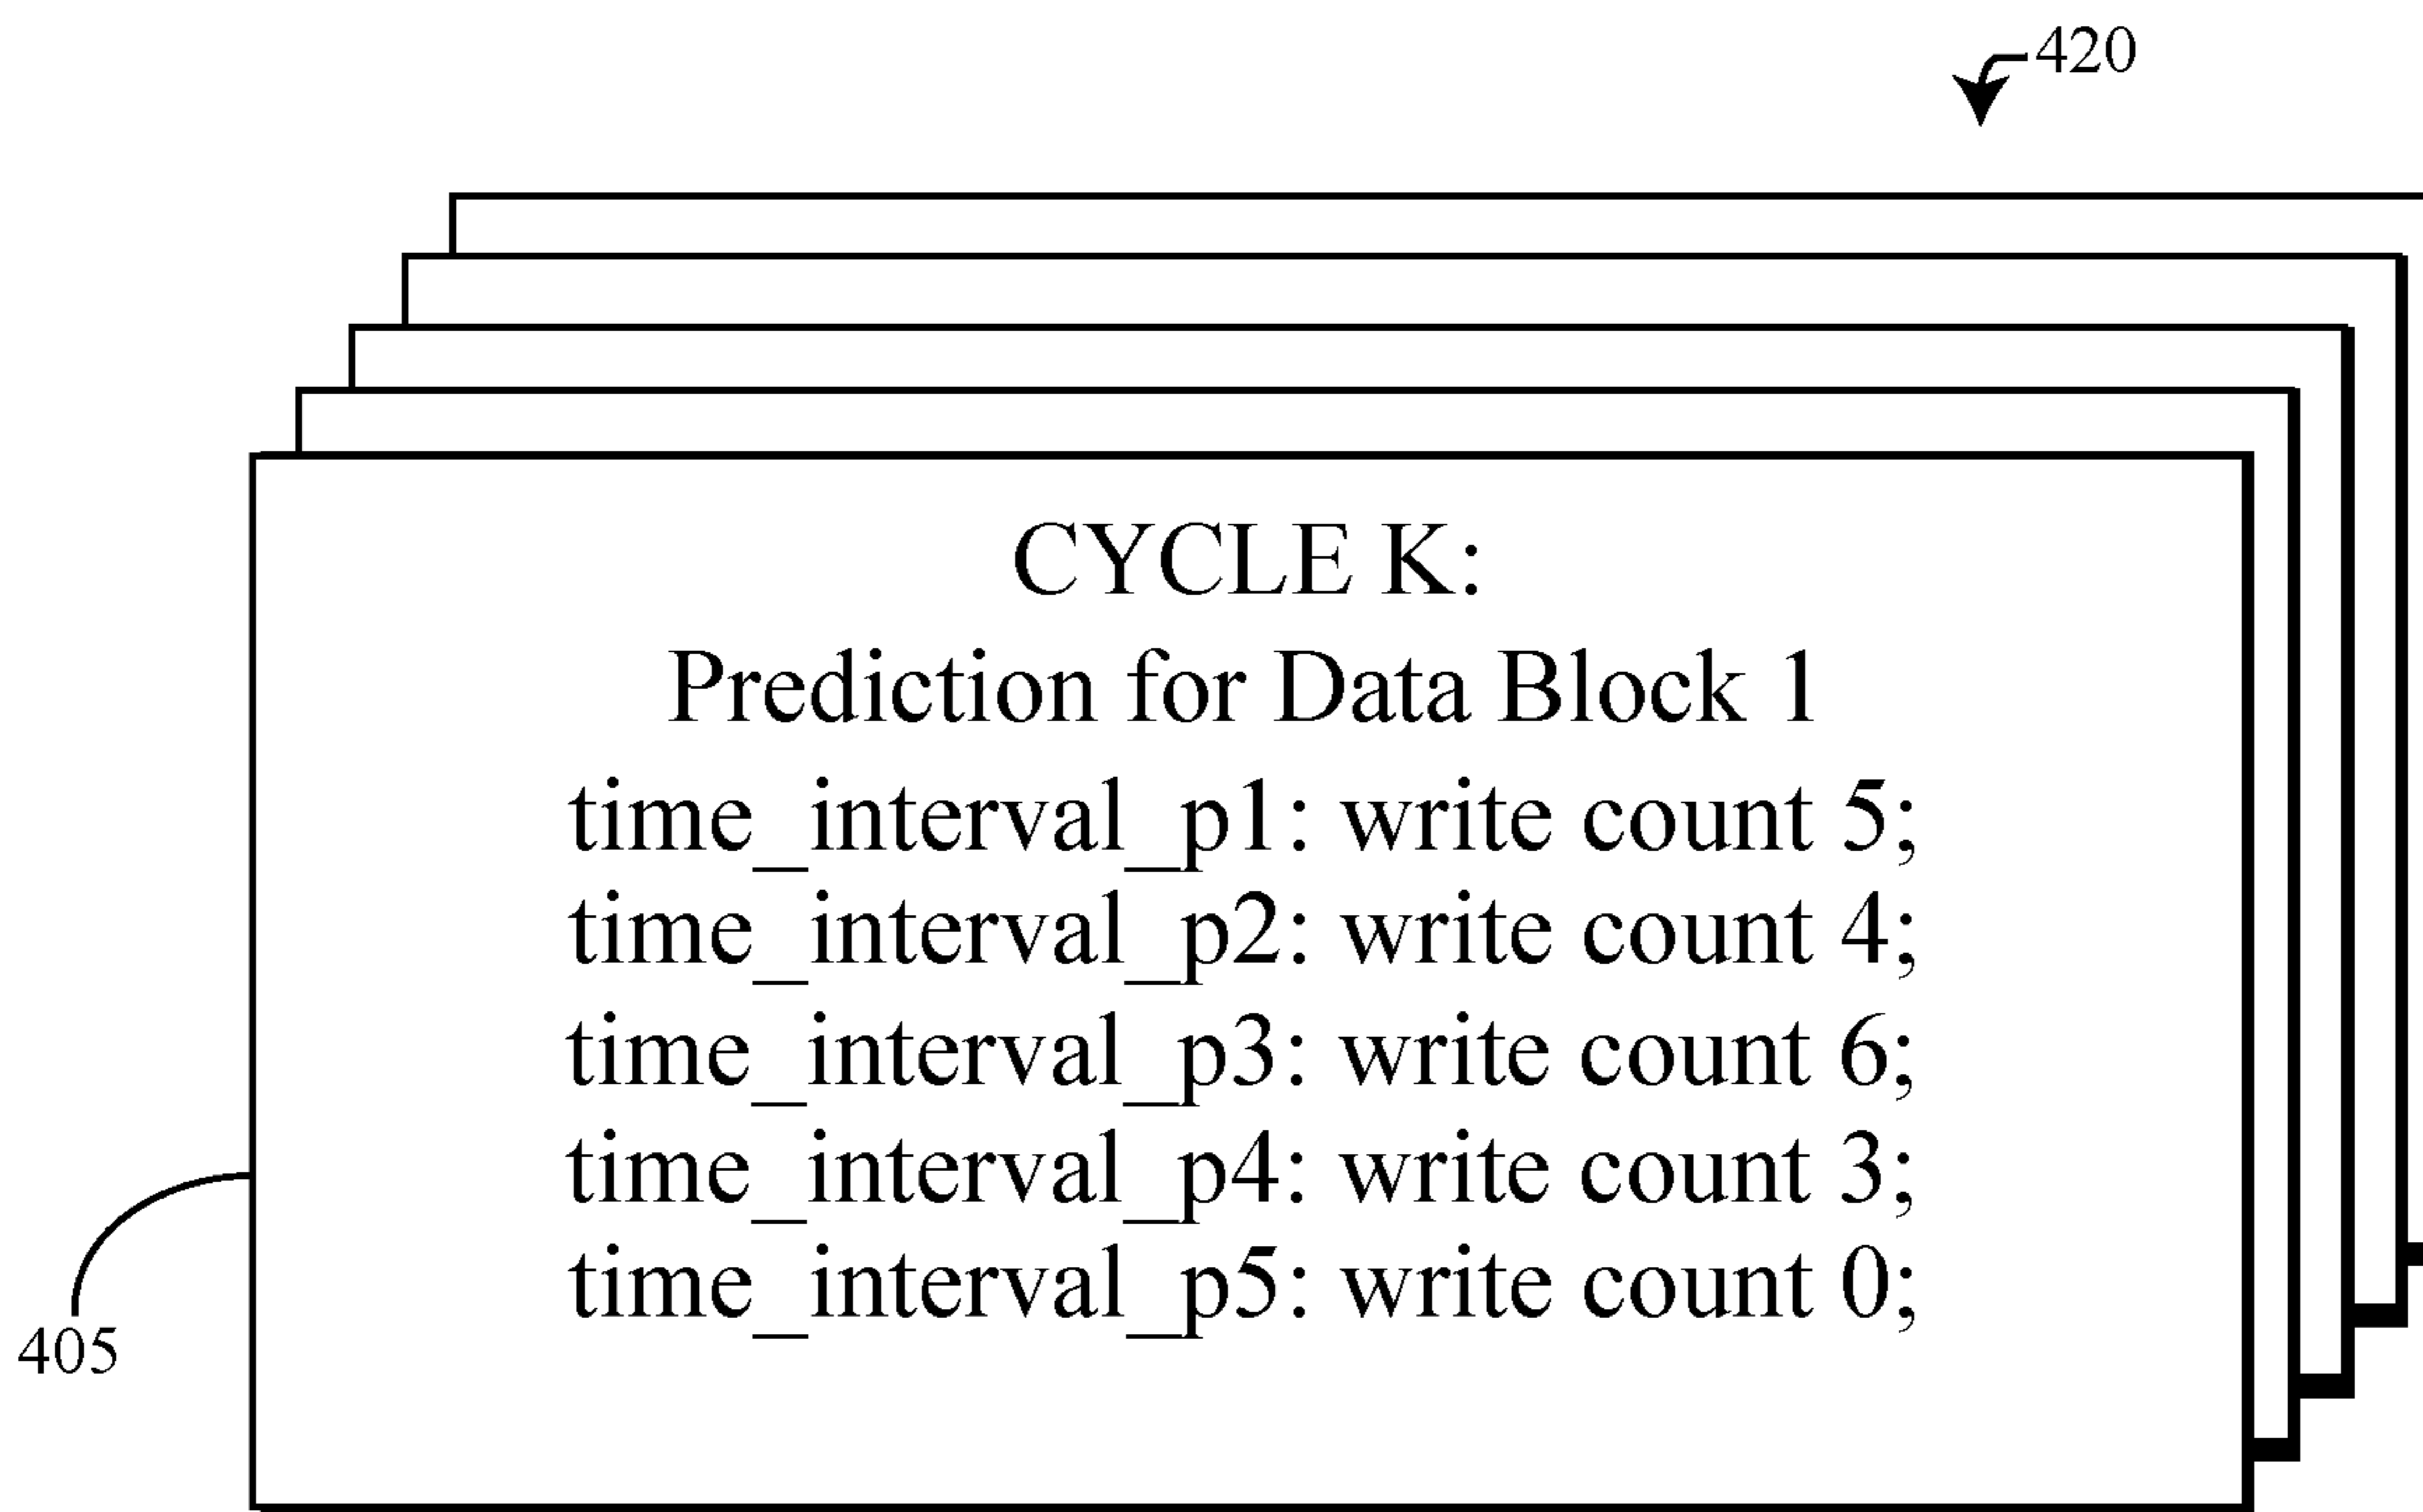 420
CYCLE K:
Prediction for Data Block 1
time_interval_p1: write count 5;
time_interval_p2: write count 4;
time_interval_p3: write count 6;
time_interval_p4: write count 3;
time_interval_p5: write count 0;
405